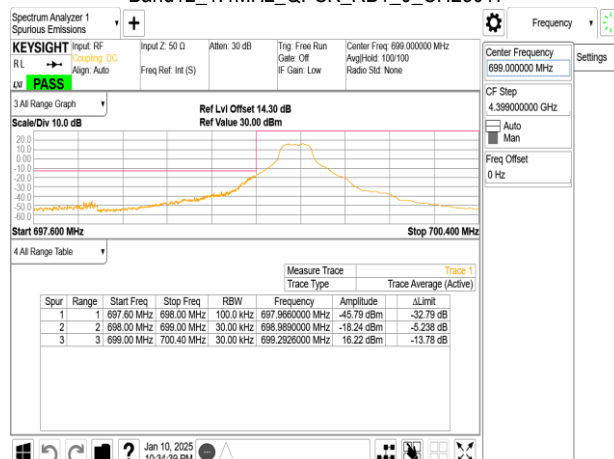 Spectrum Analyzer 1
Spurious Emissions
Frequency
KEYSIGHT
Input: RF
Coupling: DC
Align: Auto
Input Z: 50 Ω
Freq Ref: Int (S)
Atten: 30 dB
Trig: Free Run
Gate: Off
IF Gain: Low
Center Freq: 699.000000 MHz
Avg|Hold: 100/100
Radio Std: None
RL
LXI
PASS
Center Frequency
699.000000 MHz
Settings
CF Step
4.399000000 GHz
Auto
Man
Freq Offset
0 Hz
3 All Range Graph
Scale/Div 10.0 dB
Ref Lvl Offset 14.30 dB
Ref Value 30.00 dBm
20.0
10.0
0.00
-10.0
-20.0
-30.0
-40.0
-50.0
-60.0
Start 697.600 MHz
Stop 700.400 MHz
4 All Range Table
Measure Trace Trace 1
Trace Type Trace Average (Active)
Spur Range Start Freq Stop Freq RBW Frequency Amplitude ΔLimit
1 1 697.60 MHz 698.00 MHz 100.0 kHz 697.9660000 MHz -45.79 dBm -32.79 dB
2 2 698.00 MHz 699.00 MHz 30.00 kHz 698.9890000 MHz -18.24 dBm -5.238 dB
3 3 699.00 MHz 700.40 MHz 30.00 kHz 699.2926000 MHz 16.22 dBm -13.78 dB
?
Jan 10, 2025
10:34:39 PM